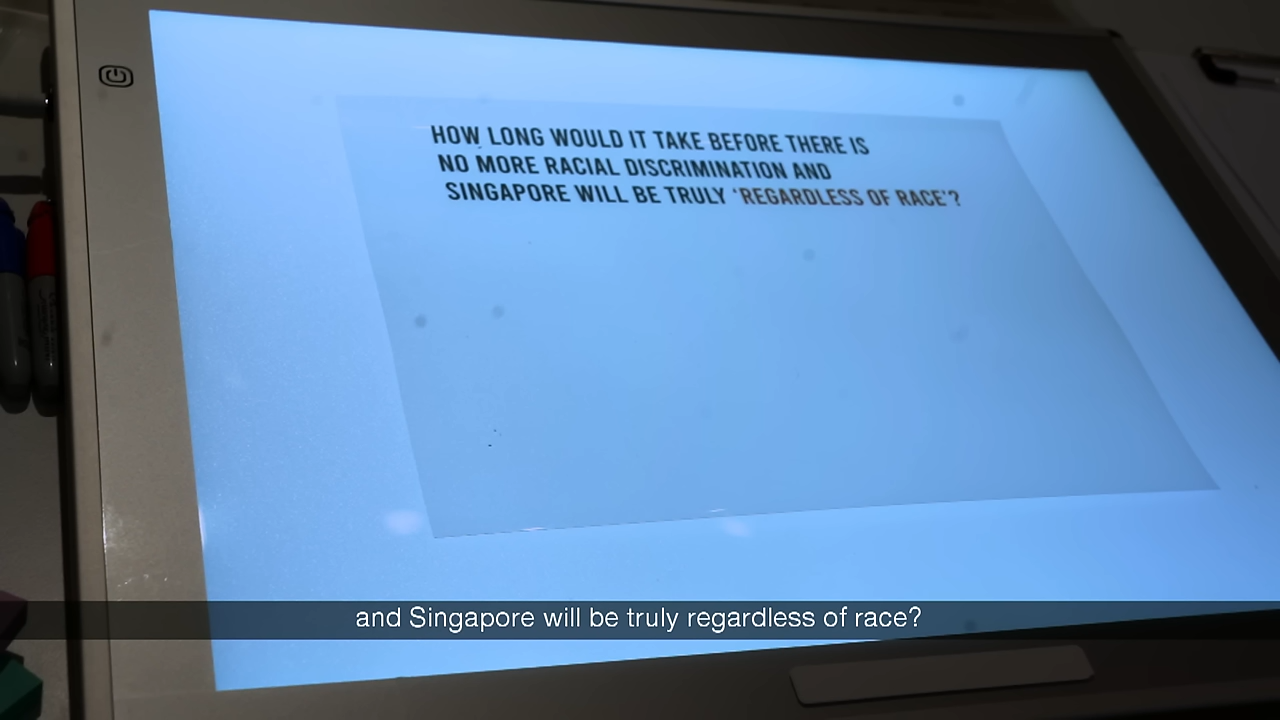 HOW LONG WOULD IT TAKE BEFORE THERE IS
NO MORE RACIAL DISCRIMINATION AND
SINGAPORE WILL BE TRULY ‘REGARDLESS OF RACE’?
and Singapore will be truly regardless of race?